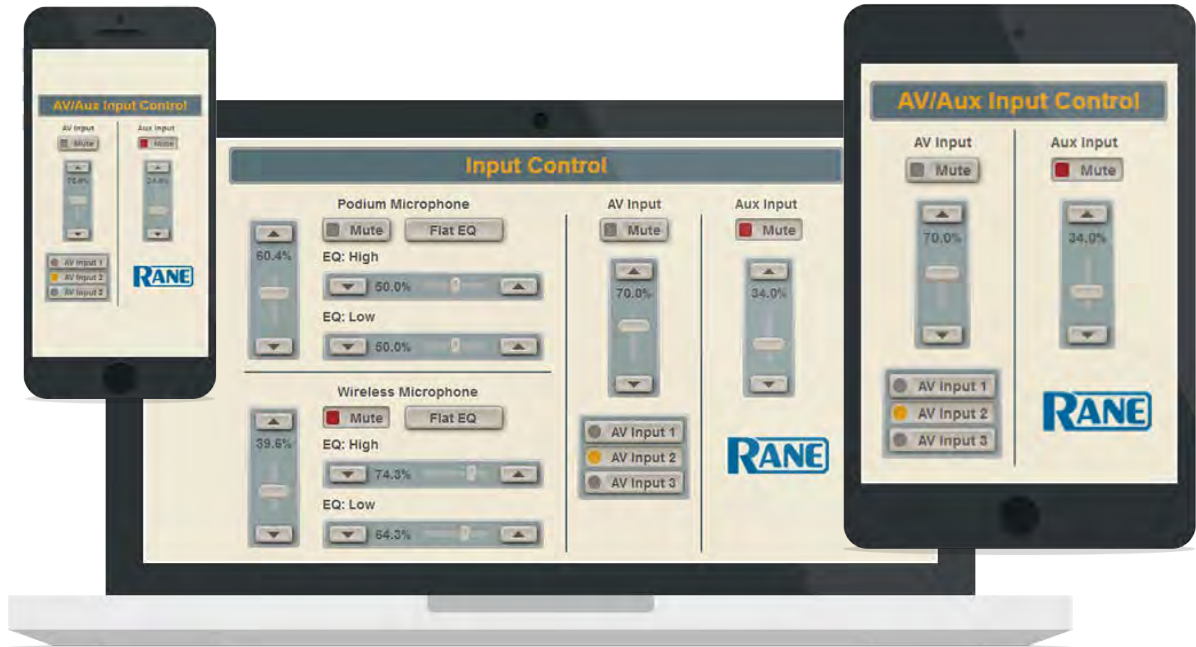 AV/Aux Input Control
AV Input
Aux Input
Mute
Mute
70.0%
34.0%
AV Input 1
AV Input 2
AV Input 3
RANE
Input Control
Podium Microphone
Mute
Flat EQ
60.4%
EQ: High
50.0%
EQ: Low
50.0%
Wireless Microphone
Mute
Flat EQ
39.6%
EQ: High
74.3%
EQ: Low
64.3%
AV Input
Mute
70.0%
AV Input 1
AV Input 2
AV Input 3
Aux Input
Mute
34.0%
RANE
AV/Aux Input Control
AV Input
Aux Input
Mute
Mute
70.0%
34.0%
AV Input 1
AV Input 2
AV Input 3
RANE